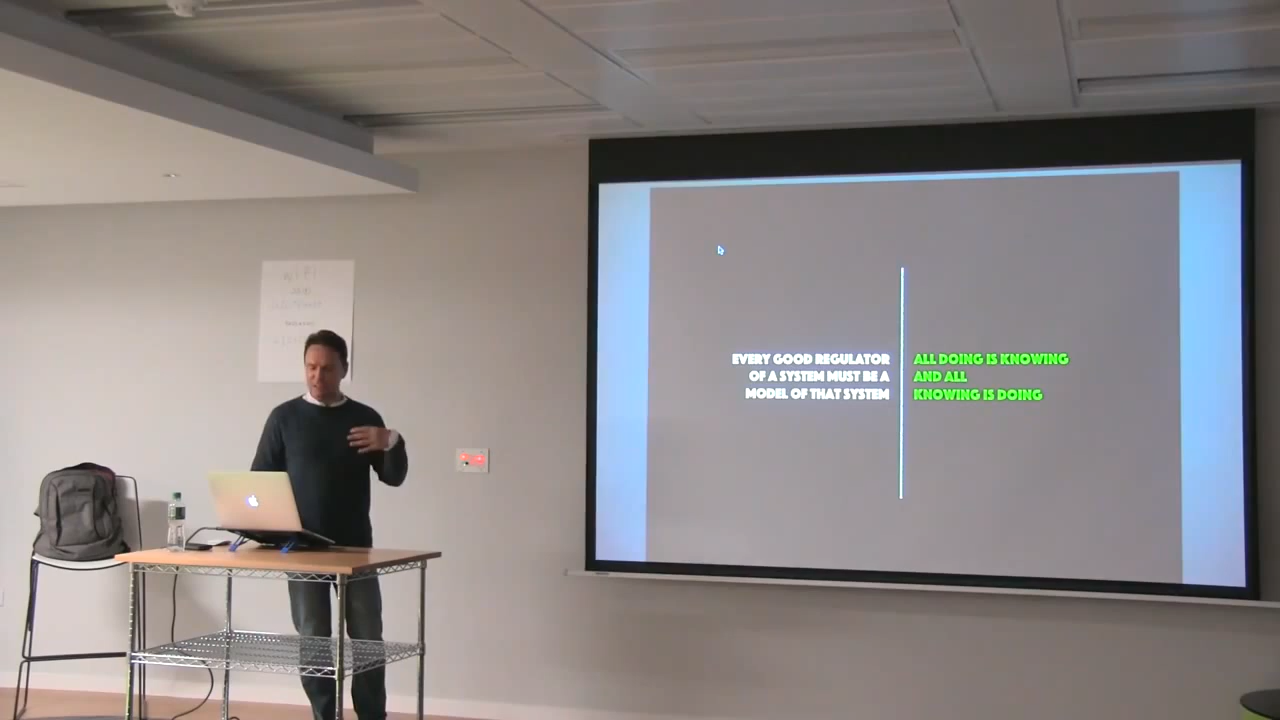 WIFI
EVERY GOOD REGULATOR
OF A SYSTEM MUST BE A
MODEL OF THAT SYSTEM
ALL DOING IS KNOWING
AND ALL
KNOWING IS DOING